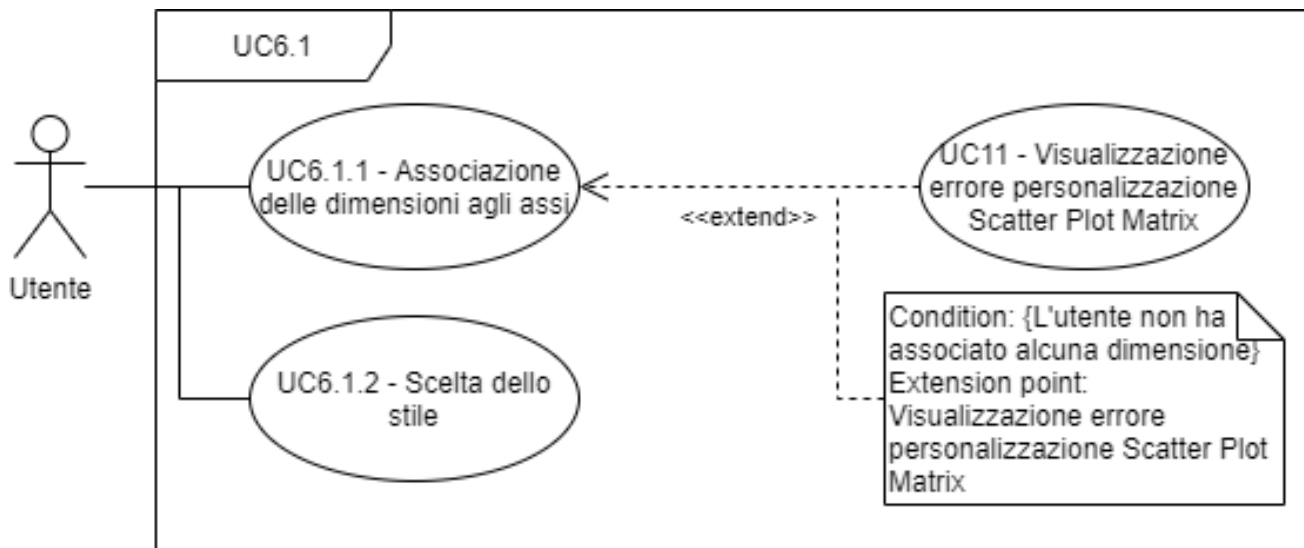 UC6.1
UC6.1.1 - Associazione
delle dimensioni agli assi
UC11 - Visualizzazione
errore personalizzazione
Scatter Plot Matrix
<<extend>>
Utente
Condition: {L'utente non ha
associato alcuna dimensione}
Extension point:
Visualizzazione errore
personalizzazione Scatter Plot
Matrix
UC6.1.2 - Scelta dello
stile